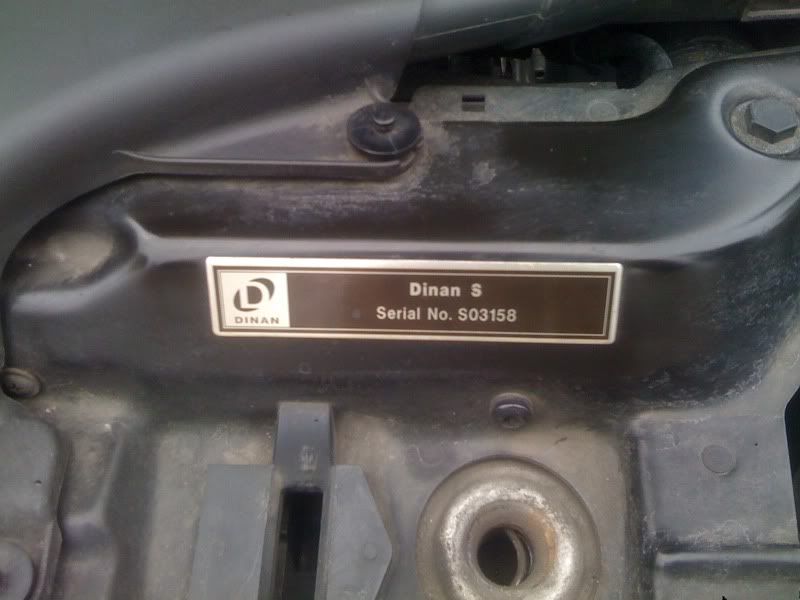 DINAN
Dinan S
Serial No. S03158